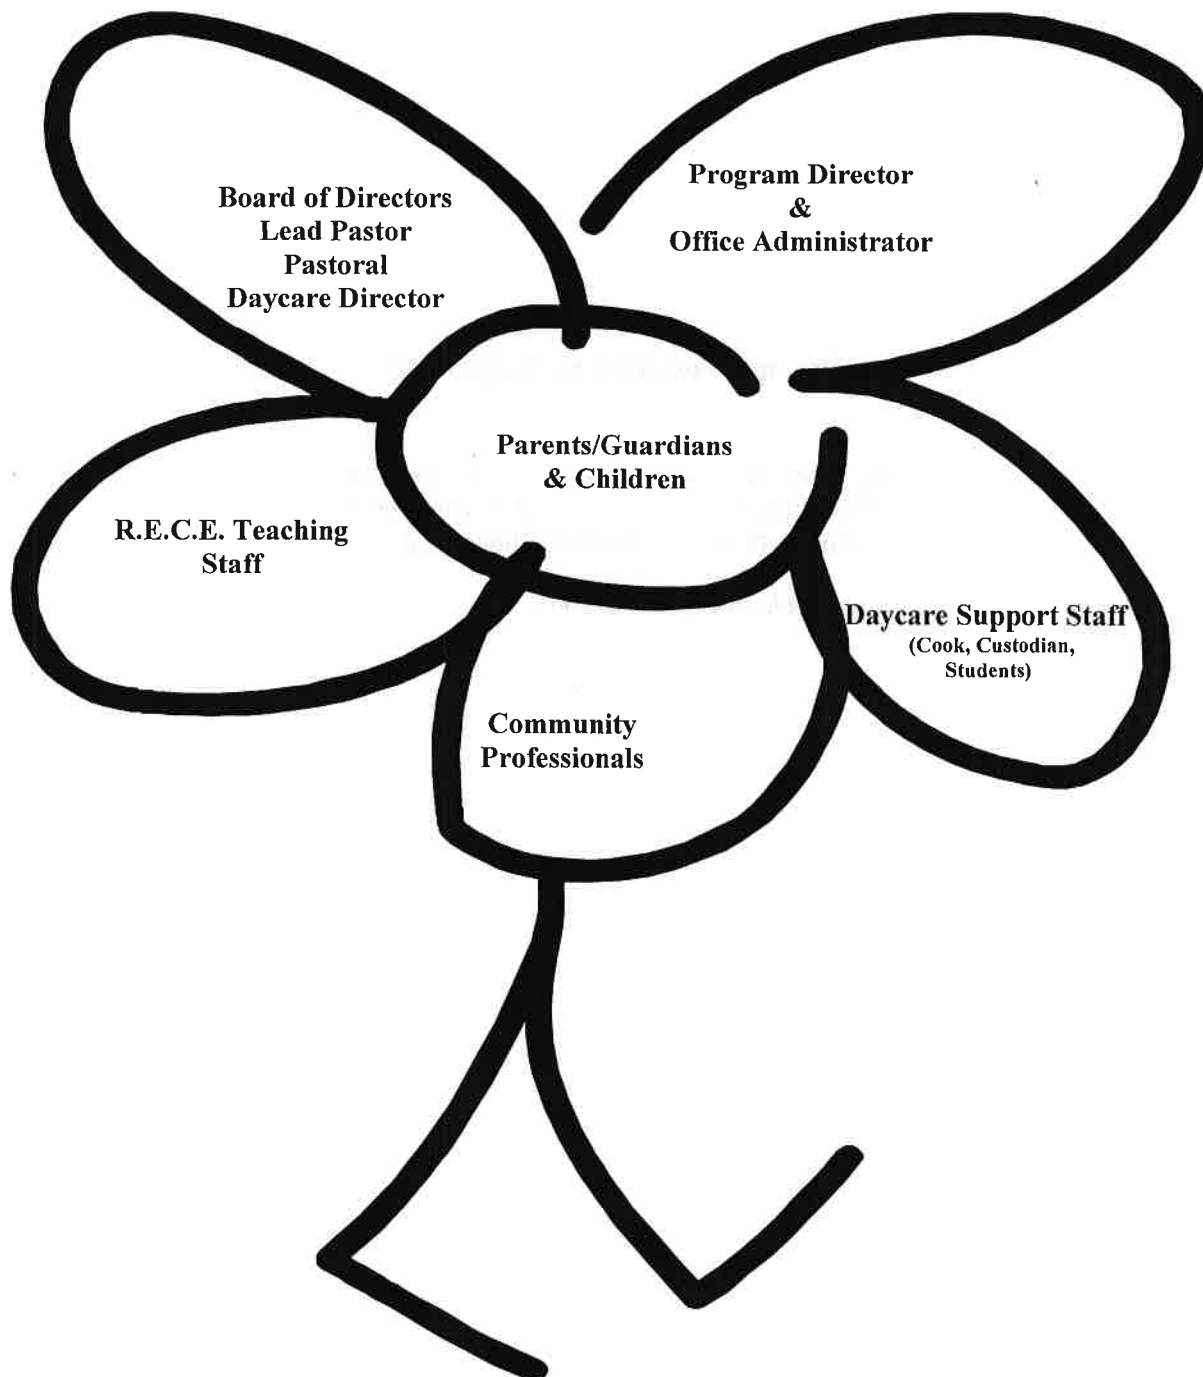 Board of Directors
Lead Pastor
Pastoral
Daycare Director
Program Director
&
Office Administrator
Parents/Guardians
& Children
R.E.C.E. Teaching
Staff
Daycare Support Staff
(Cook, Custodian,
Students)
Community
Professionals